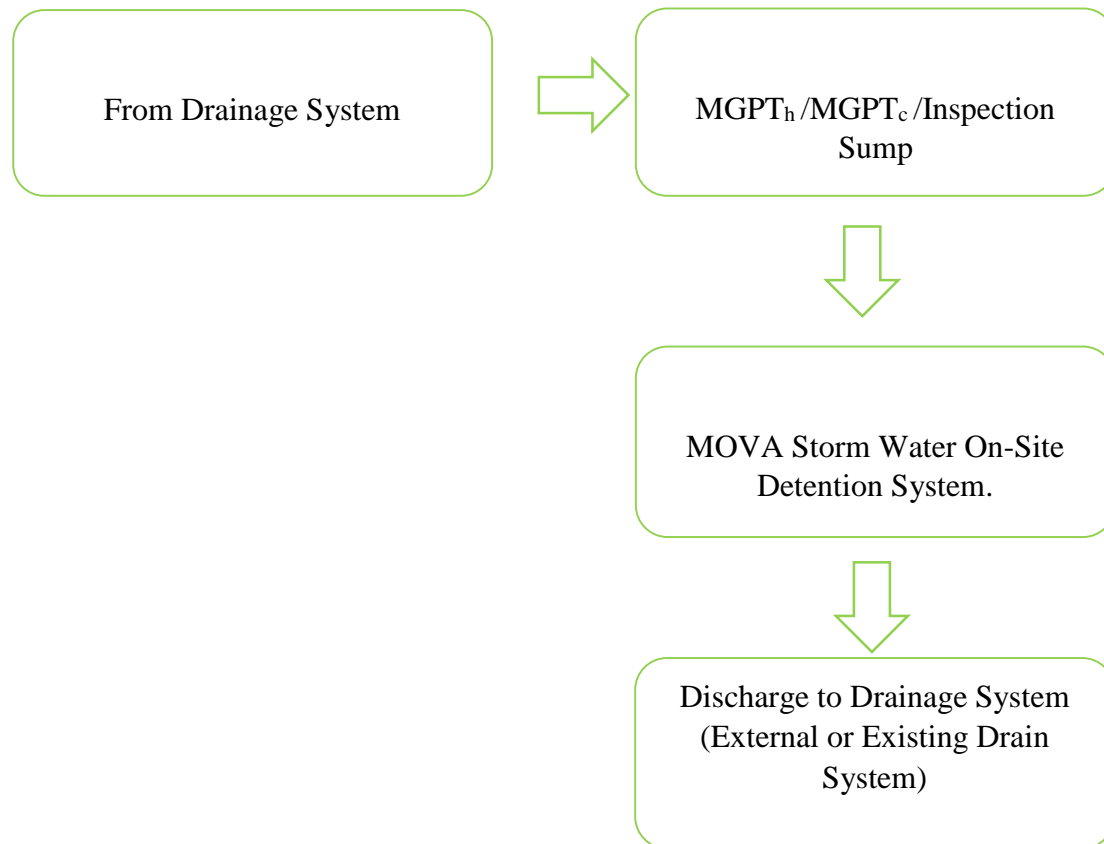 From Drainage System
MGPTₕ /MGPT꜀ /Inspection
Sump
MOVA Storm Water On-Site
Detention System.
Discharge to Drainage System
(External or Existing Drain
System)